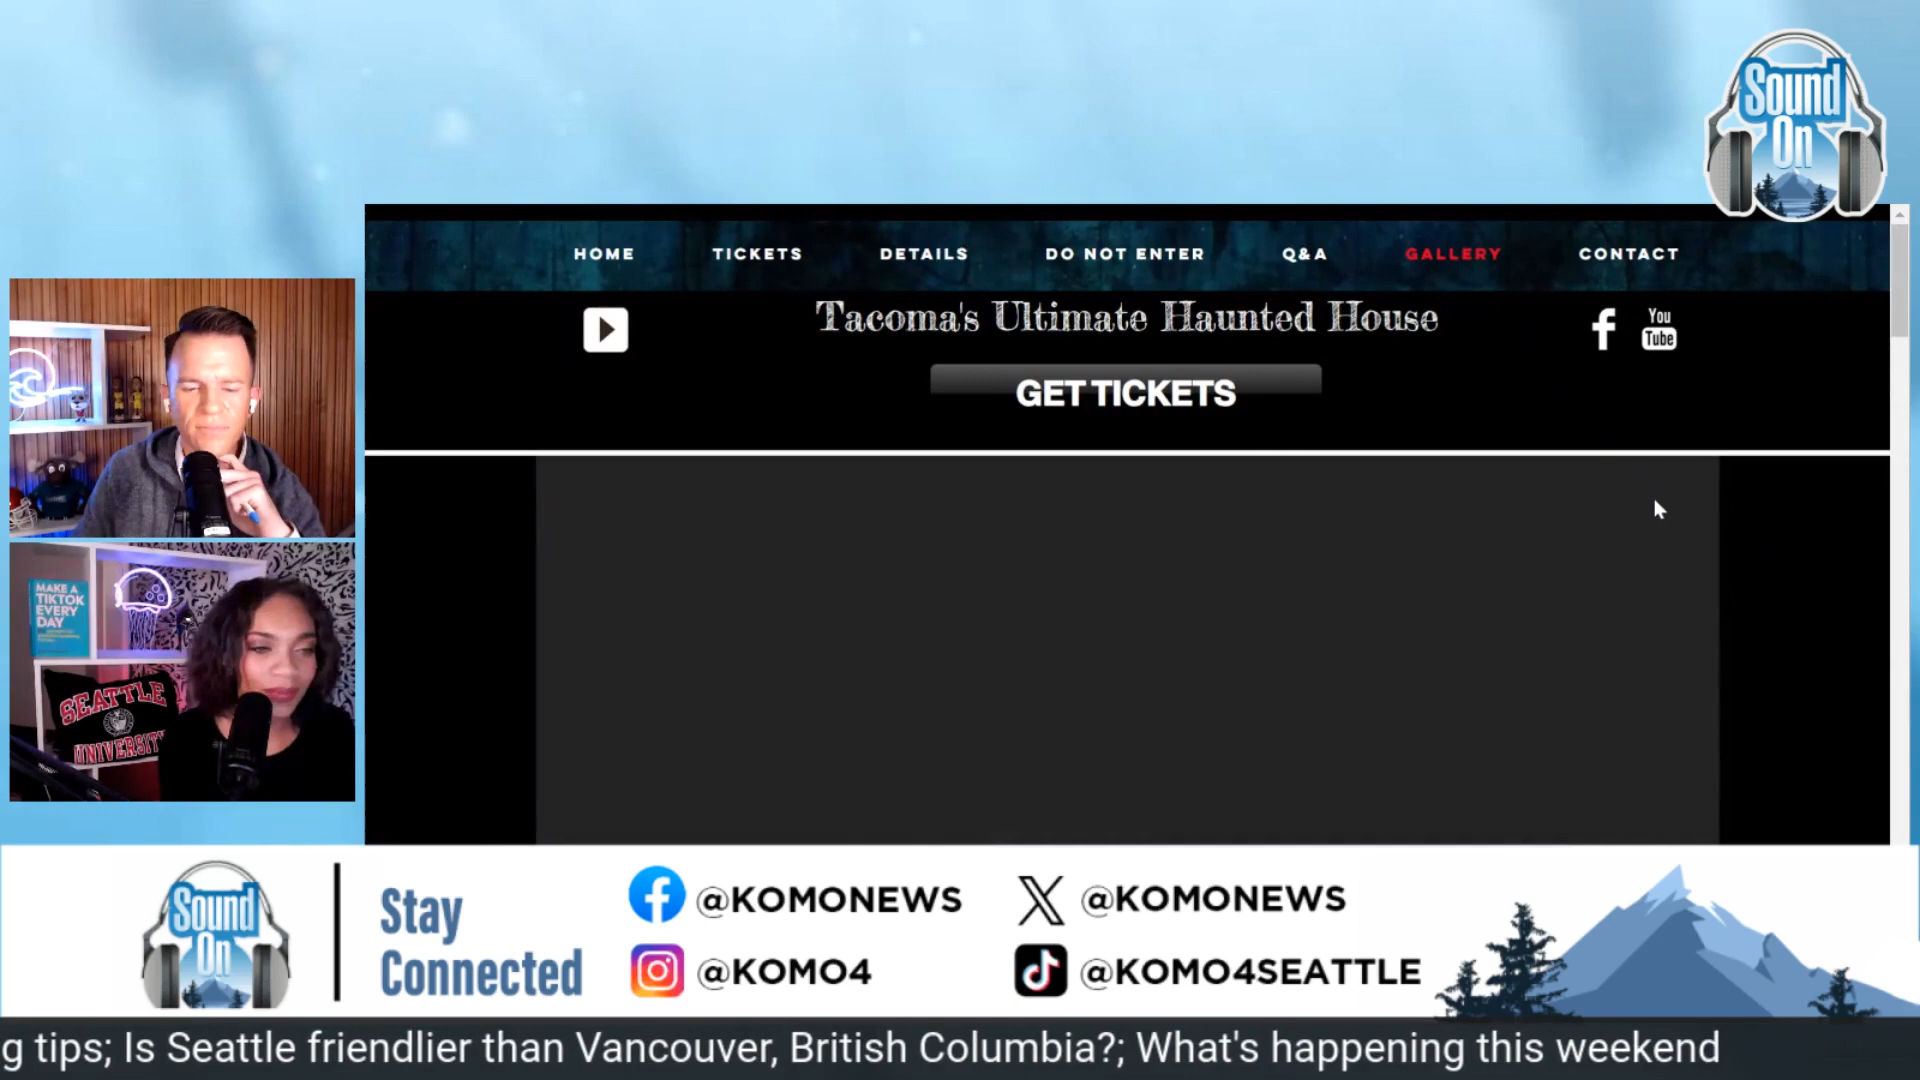 Sound
On
HOME TICKETS DETAILS DO NOT ENTER Q&A GALLERY CONTACT
Tacoma's Ultimate Haunted House
You
Tube
GET TICKETS
MAKE A
TIKTOK
EVERY
DAY
SEATTLE
UNIVERSITY
Sound
On
Stay
Connected
@KOMONEWS
@KOMONEWS
@KOMO4
@KOMO4SEATTLE
g tips; Is Seattle friendlier than Vancouver, British Columbia?; What's happening this weekend